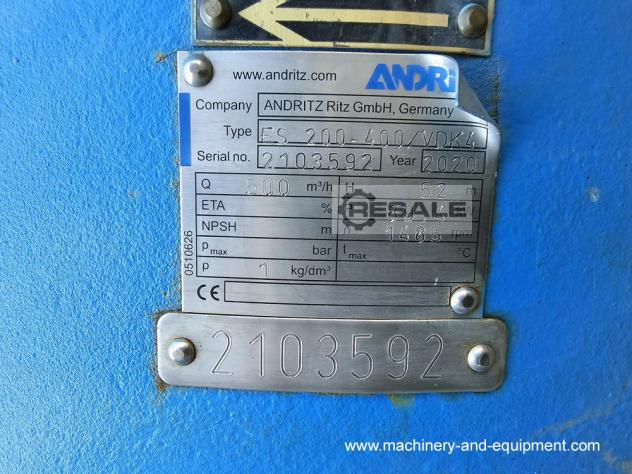 www.andritz.com ANDRI
Company ANDRITZ Ritz GmbH, Germany
Type ES 200-400/VDK4
Serial no. 2103592 Year 2020
Q 500 m³/h H 52 m
ETA % RESALE
NPSH m n 1485 rpm
pmax bar tmax °C
ρ 1 kg/dm³
0510626
CE
2103592
www.machinery-and-equipment.com